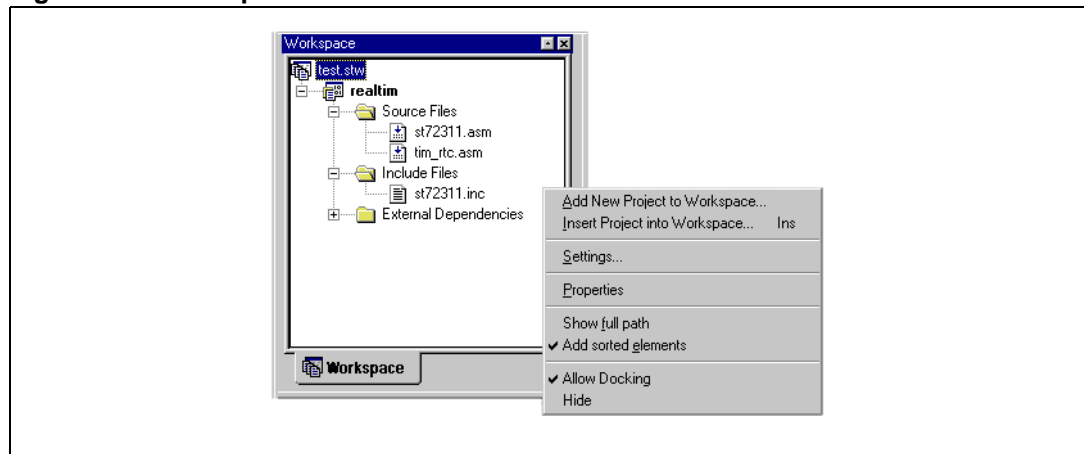 Workspace
test.stw
realtim
Source Files
st72311.asm
tim_rtc.asm
Include Files
st72311.inc
External Dependencies
Workspace
Add New Project to Workspace...
Insert Project into Workspace... Ins
Settings...
Properties
Show full path
Add sorted elements
Allow Docking
Hide